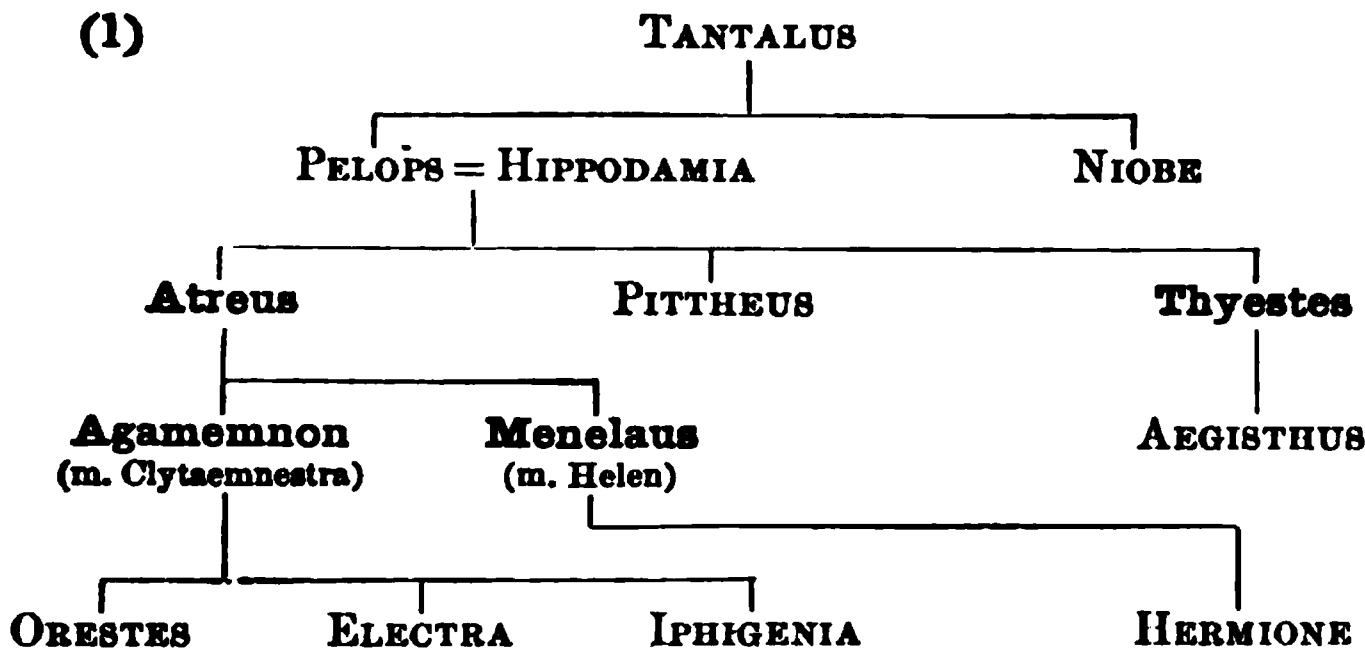 (1) TANTALUS
PELOPS = HIPPODAMIA NIOBE
Atreus PITTHEUS Thyestes
Agamemnon Menelaus AEGISTHUS
(m. Clytaemnestra) (m. Helen)
ORESTES ELECTRA IPHIGENIA HERMIONE